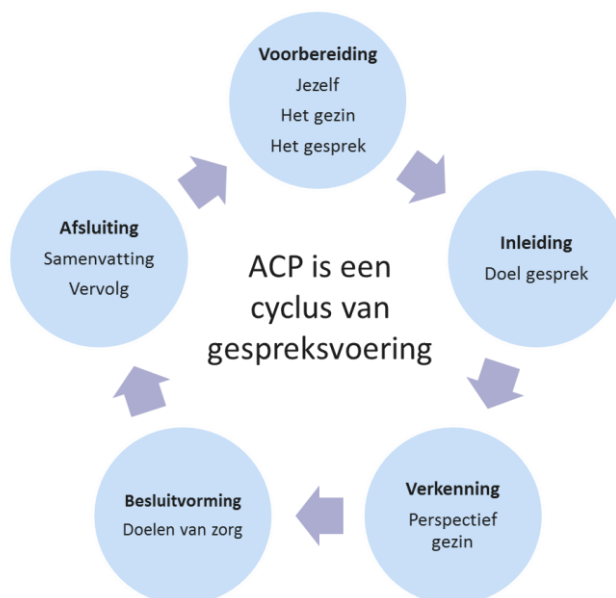 Voorbereiding
Jezelf
Het gezin
Het gesprek
Inleiding
Doel gesprek
Verkenning
Perspectief
gezin
Besluitvorming
Doelen van zorg
Afsluiting
Samenvatting
Vervolg
ACP is een
cyclus van
gespreksvoering